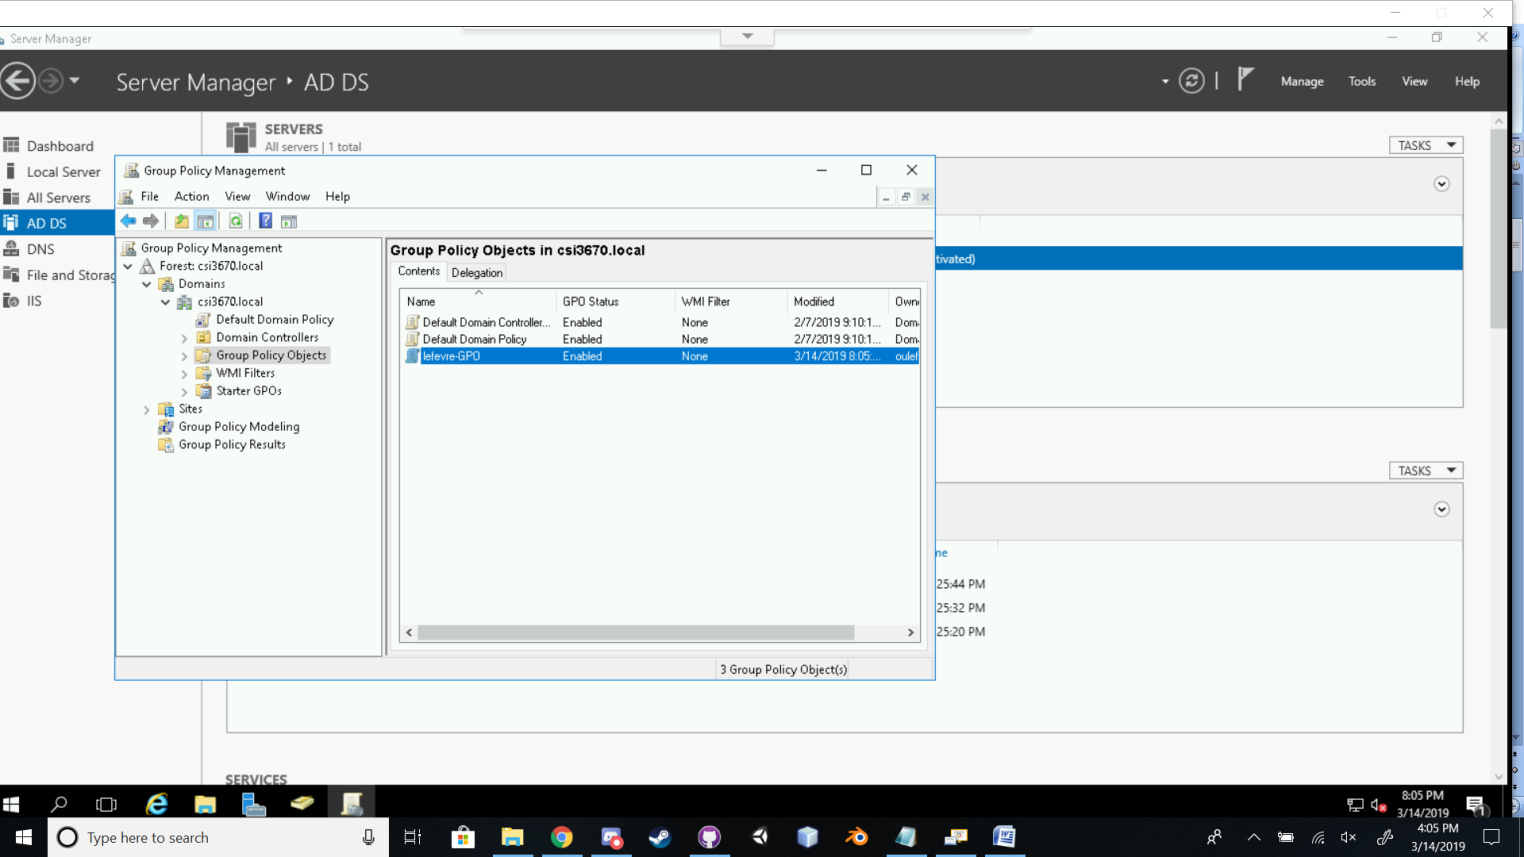 Server Manager
Server Manager ‣ AD DS
Manage Tools View Help
Dashboard
Local Server
All Servers
AD DS
DNS
File and Storag
IIS
SERVERS
All servers | 1 total
TASKS
Group Policy Management
File Action View Window Help
Group Policy Management
Forest: csi3670.local
Domains
csi3670.local
Default Domain Policy
Domain Controllers
Group Policy Objects
WMI Filters
Starter GPOs
Sites
Group Policy Modeling
Group Policy Results
Group Policy Objects in csi3670.local
Contents Delegation
Name GPO Status WMI Filter Modified Own
Default Domain Controller... Enabled None 2/7/2019 9:10:1... Dom
Default Domain Policy Enabled None 2/7/2019 9:10:1... Dom
lefevre-GPO Enabled None 3/14/2019 8:05:... oulef
3 Group Policy Object(s)
tivated)
TASKS
me
25:44 PM
25:32 PM
25:20 PM
SERVICES
8:05 PM
3/14/2019
1
Type here to search
4:05 PM
3/14/2019